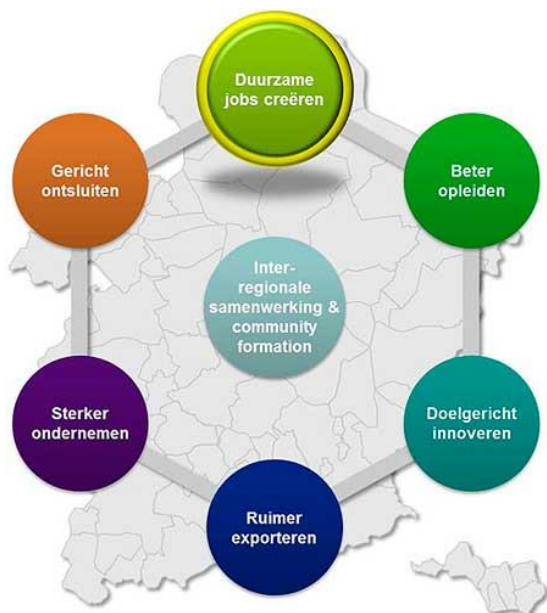 Duurzame
jobs creëren
Gericht
ontsluiten
Beter
opleiden
Inter-
regionale
samenwerking &
community
formation
Sterker
ondernemen
Doelgericht
innoveren
Ruimer
exporteren